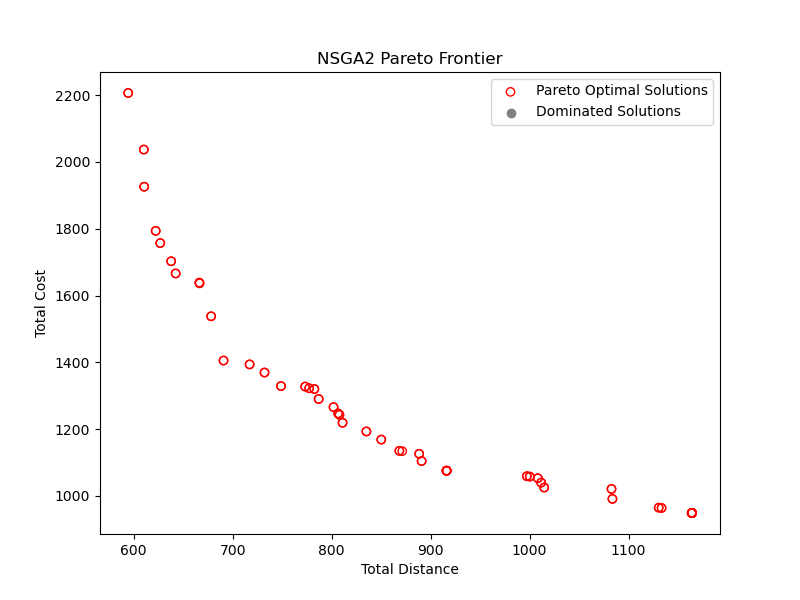 NSGA2 Pareto Frontier
Pareto Optimal Solutions
Dominated Solutions
2200
2000
1800
1600
1400
1200
1000
Total Cost
600 700 800 900 1000 1100
Total Distance